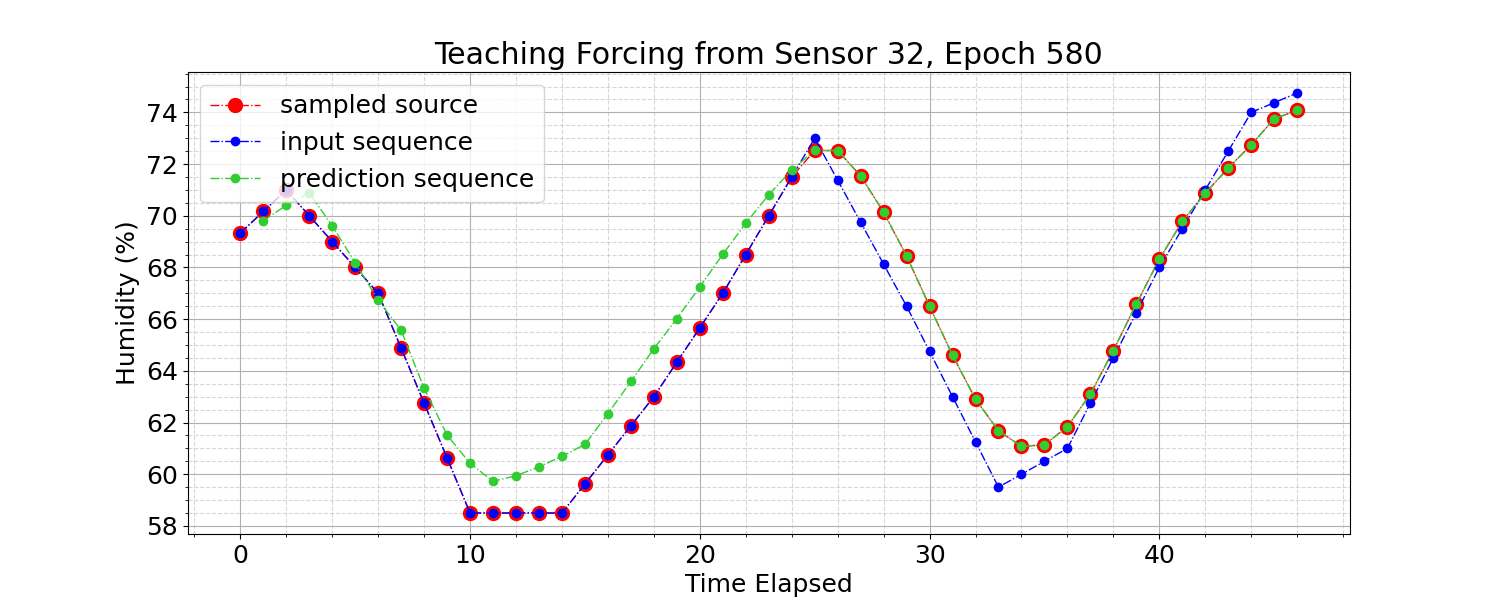 Teaching Forcing from Sensor 32, Epoch 580
sampled source
input sequence
prediction sequence
Humidity (%)
74
72
70
68
66
64
62
60
58
0 10 20 30 40
Time Elapsed